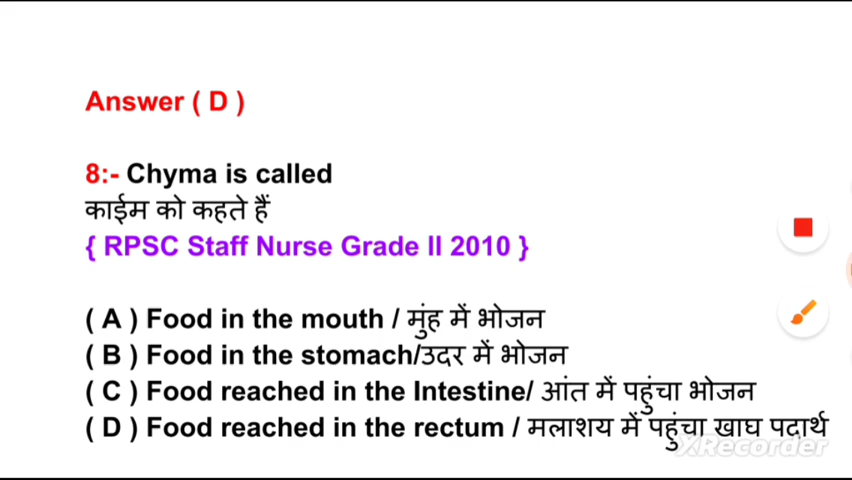 Answer ( D )
8:- Chyma is called
काईम को कहते हैं
{ RPSC Staff Nurse Grade II 2010 }
( A ) Food in the mouth / मुंह में भोजन
( B ) Food in the stomach/उदर में भोजन
( C ) Food reached in the Intestine/ आंत में पहुंचा भोजन
( D ) Food reached in the rectum / मलाशय में पहुंचा खाघ पदार्थ
XRecorder